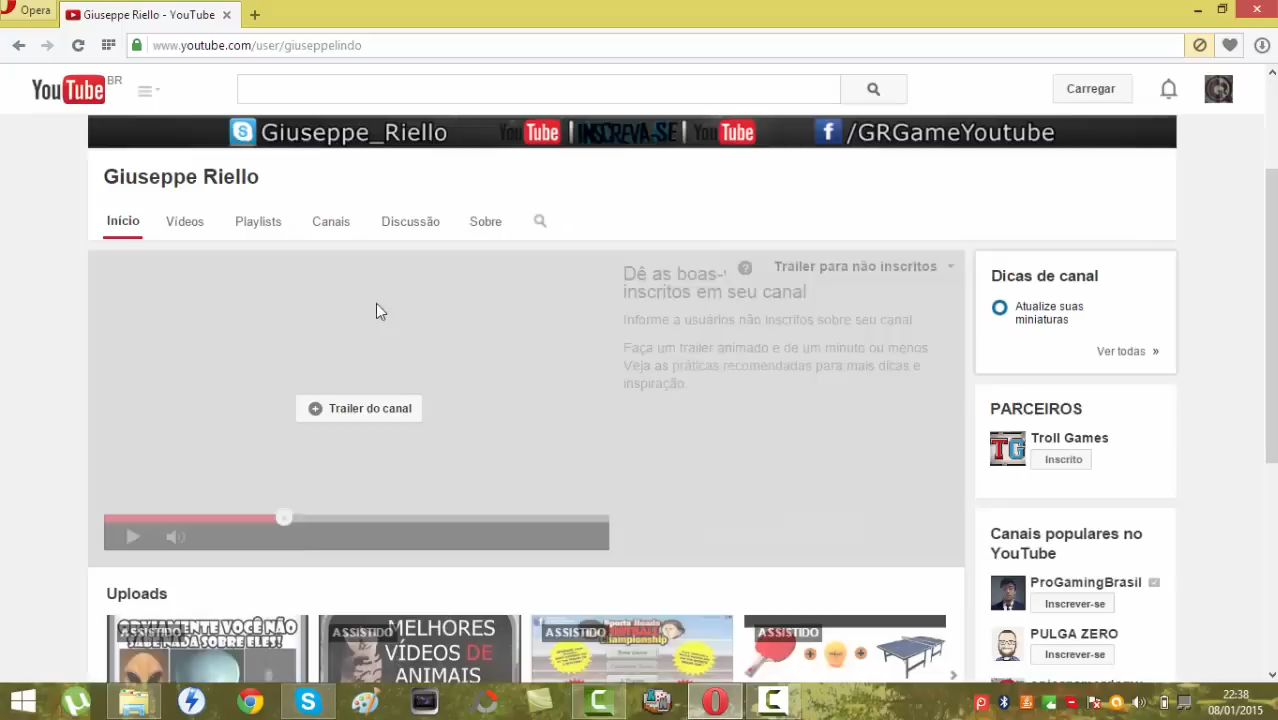 Opera
Giuseppe Riello - YouTube
www.youtube.com/user/giuseppelindo
YouTube BR
Carregar
Giuseppe_Riello
YouTube | INSCREVA-SE | YouTube
/GRGameYoutube
Giuseppe Riello
Início
Vídeos
Playlists
Canais
Discussão
Sobre
Dê as boas-
Trailer para não inscritos
inscritos em seu canal
Informe a usuários não inscritos sobre seu canal
Faça um trailer animado e de um minuto ou menos
Veja as práticas recomendadas para mais dicas e
inspiração.
Trailer do canal
Dicas de canal
Atualize suas
miniaturas
Ver todas »
PARCEIROS
Troll Games
TG
Inscrito
Canais populares no
YouTube
ProGamingBrasil
Inscrever-se
PULGA ZERO
Inscrever-se
Uploads
ASSISTIDO
OBVIAMENTE VOCÊ NÃO
SABE NADA SOBRE ELES!
ASSISTIDO
MELHORES
VÍDEOS DE
ANIMAIS
ASSISTIDO
Sports Heads
Championship
ASSISTIDO
22:38
08/01/2015